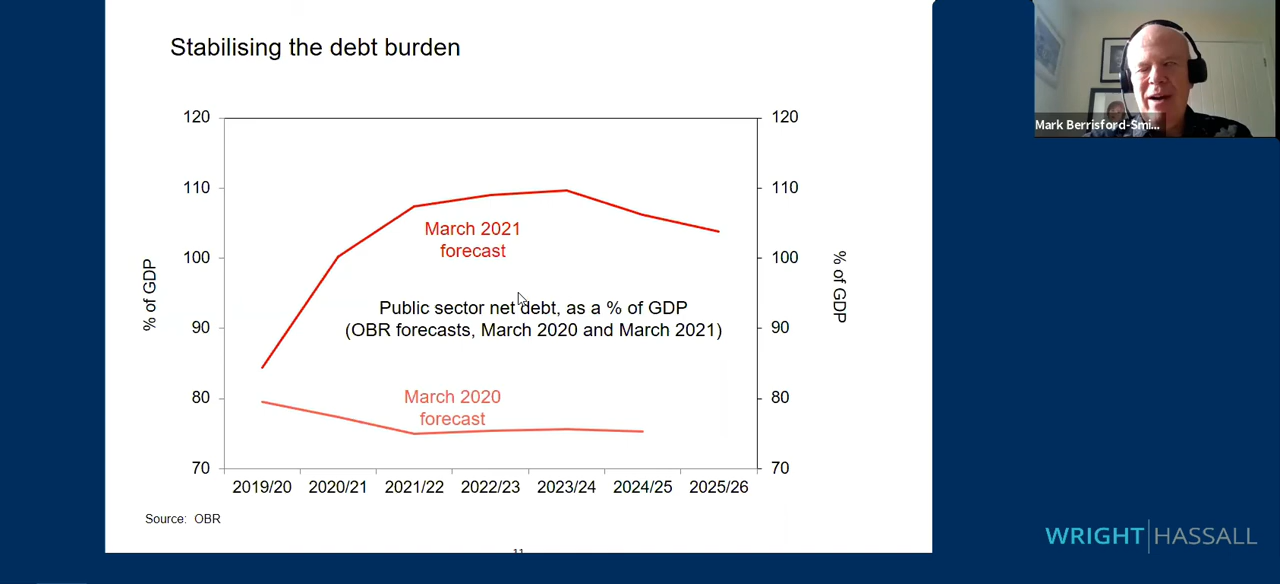 Stabilising the debt burden
Mark Berrisford-Smi...
120
120
110
110
March 2021
forecast
100
100
% of GDP
% of GDP
Public sector net debt, as a % of GDP
(OBR forecasts, March 2020 and March 2021)
90
90
March 2020
forecast
80
80
70
70
2019/20 2020/21 2021/22 2022/23 2023/24 2024/25 2025/26
Source: OBR
WRIGHT HASSALL
11